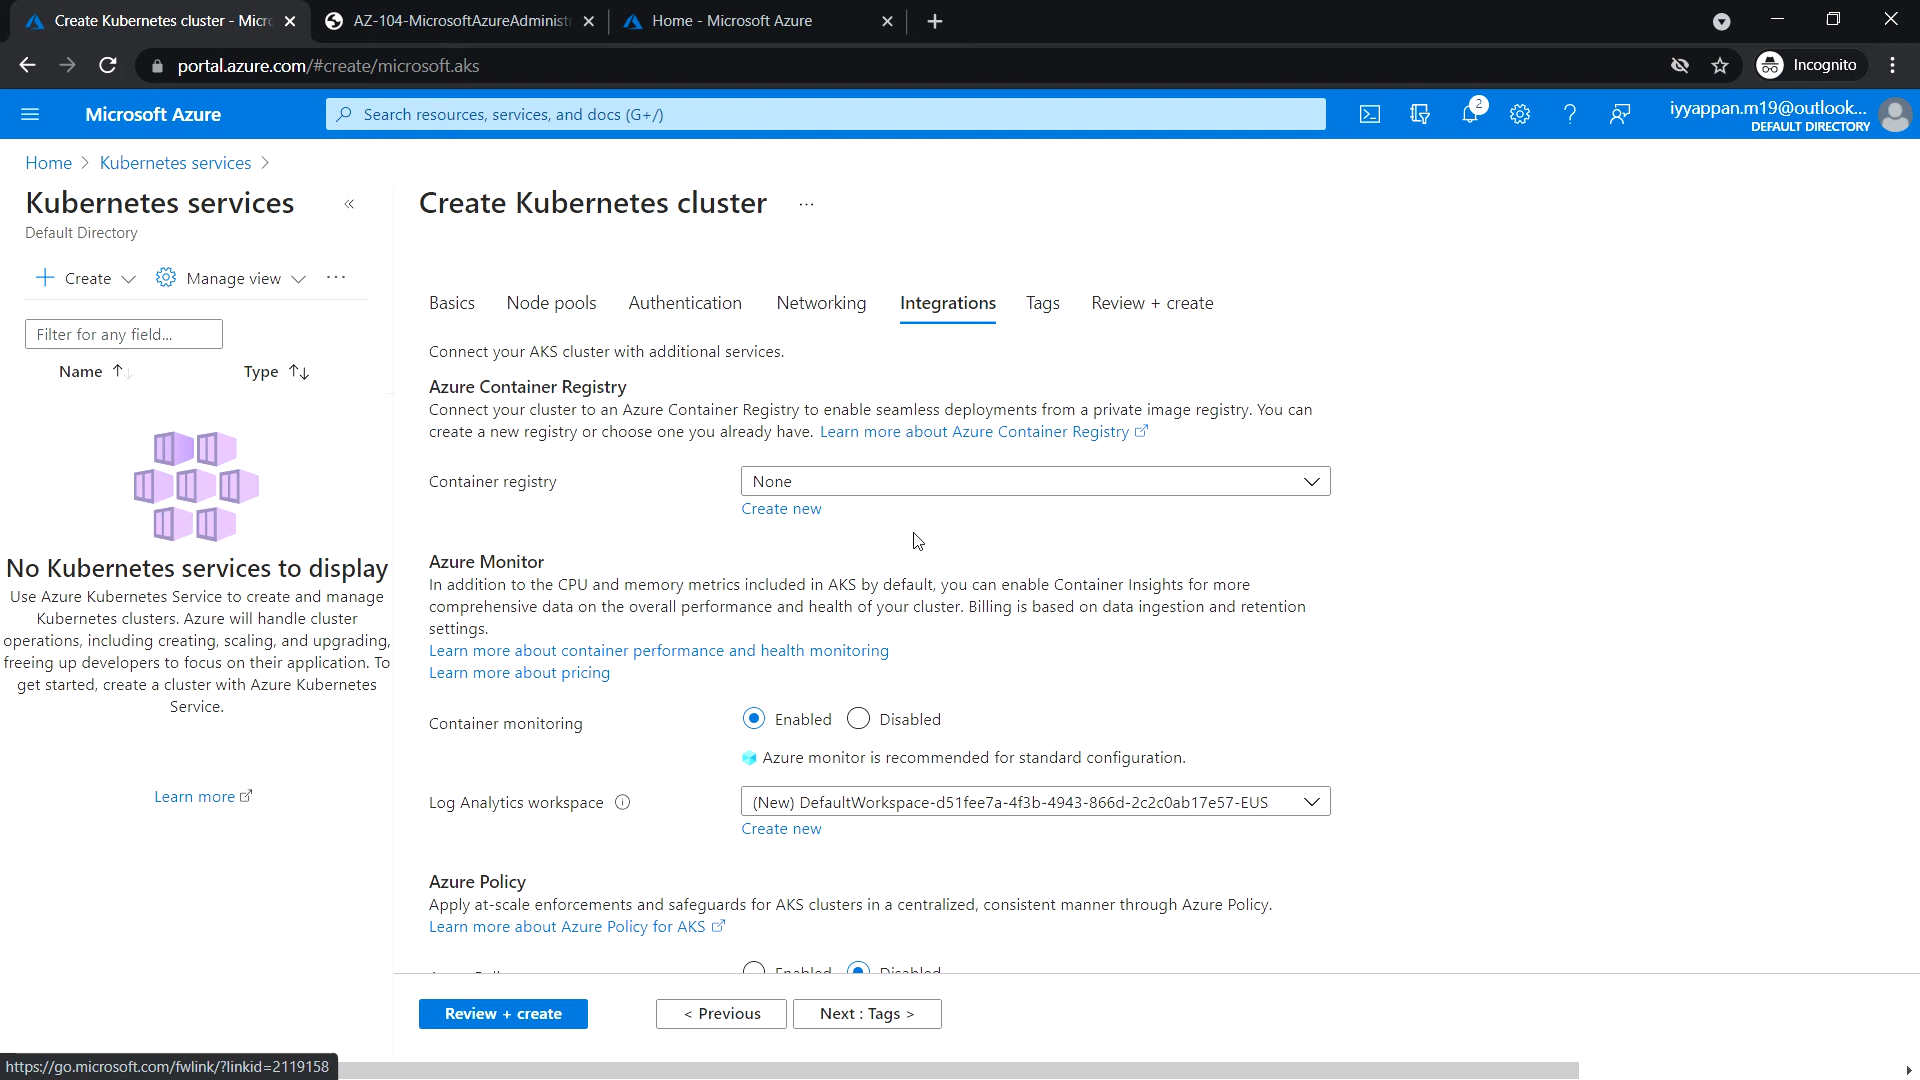 Create Kubernetes cluster - Micro
AZ-104-MicrosoftAzureAdministr
Home - Microsoft Azure
portal.azure.com/#create/microsoft.aks
Incognito
Microsoft Azure
Search resources, services, and docs (G+/)
2
iyyappan.m19@outlook...
DEFAULT DIRECTORY
Home > Kubernetes services >
Kubernetes services «
Default Directory
Create
Manage view
...
Filter for any field...
Name ↑↓
Type ↑↓
No Kubernetes services to display
Use Azure Kubernetes Service to create and manage
Kubernetes clusters. Azure will handle cluster
operations, including creating, scaling, and upgrading,
freeing up developers to focus on their application. To
get started, create a cluster with Azure Kubernetes
Service.
Learn more
Create Kubernetes cluster ...
Basics
Node pools
Authentication
Networking
Integrations
Tags
Review + create
Connect your AKS cluster with additional services.
Azure Container Registry
Connect your cluster to an Azure Container Registry to enable seamless deployments from a private image registry. You can
create a new registry or choose one you already have. Learn more about Azure Container Registry
Container registry
None
Create new
Azure Monitor
In addition to the CPU and memory metrics included in AKS by default, you can enable Container Insights for more
comprehensive data on the overall performance and health of your cluster. Billing is based on data ingestion and retention
settings.
Learn more about container performance and health monitoring
Learn more about pricing
Container monitoring
Enabled
Disabled
Azure monitor is recommended for standard configuration.
Log Analytics workspace
(New) DefaultWorkspace-d51fee7a-4f3b-4943-866d-2c2c0ab17e57-EUS
Create new
Azure Policy
Apply at-scale enforcements and safeguards for AKS clusters in a centralized, consistent manner through Azure Policy.
Learn more about Azure Policy for AKS
Enabled
Disabled
Review + create
< Previous
Next : Tags >
https://go.microsoft.com/fwlink/?linkid=2119158